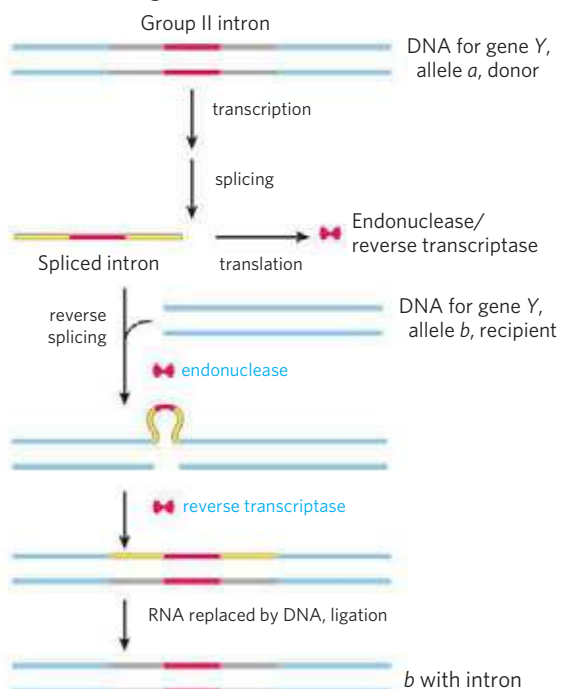 Group II intron
DNA for gene Y,
allele a, donor
transcription
splicing
Endonuclease/
reverse transcriptase
Spliced intron
translation
DNA for gene Y,
allele b, recipient
reverse
splicing
endonuclease
reverse transcriptase
RNA replaced by DNA, ligation
b with intron